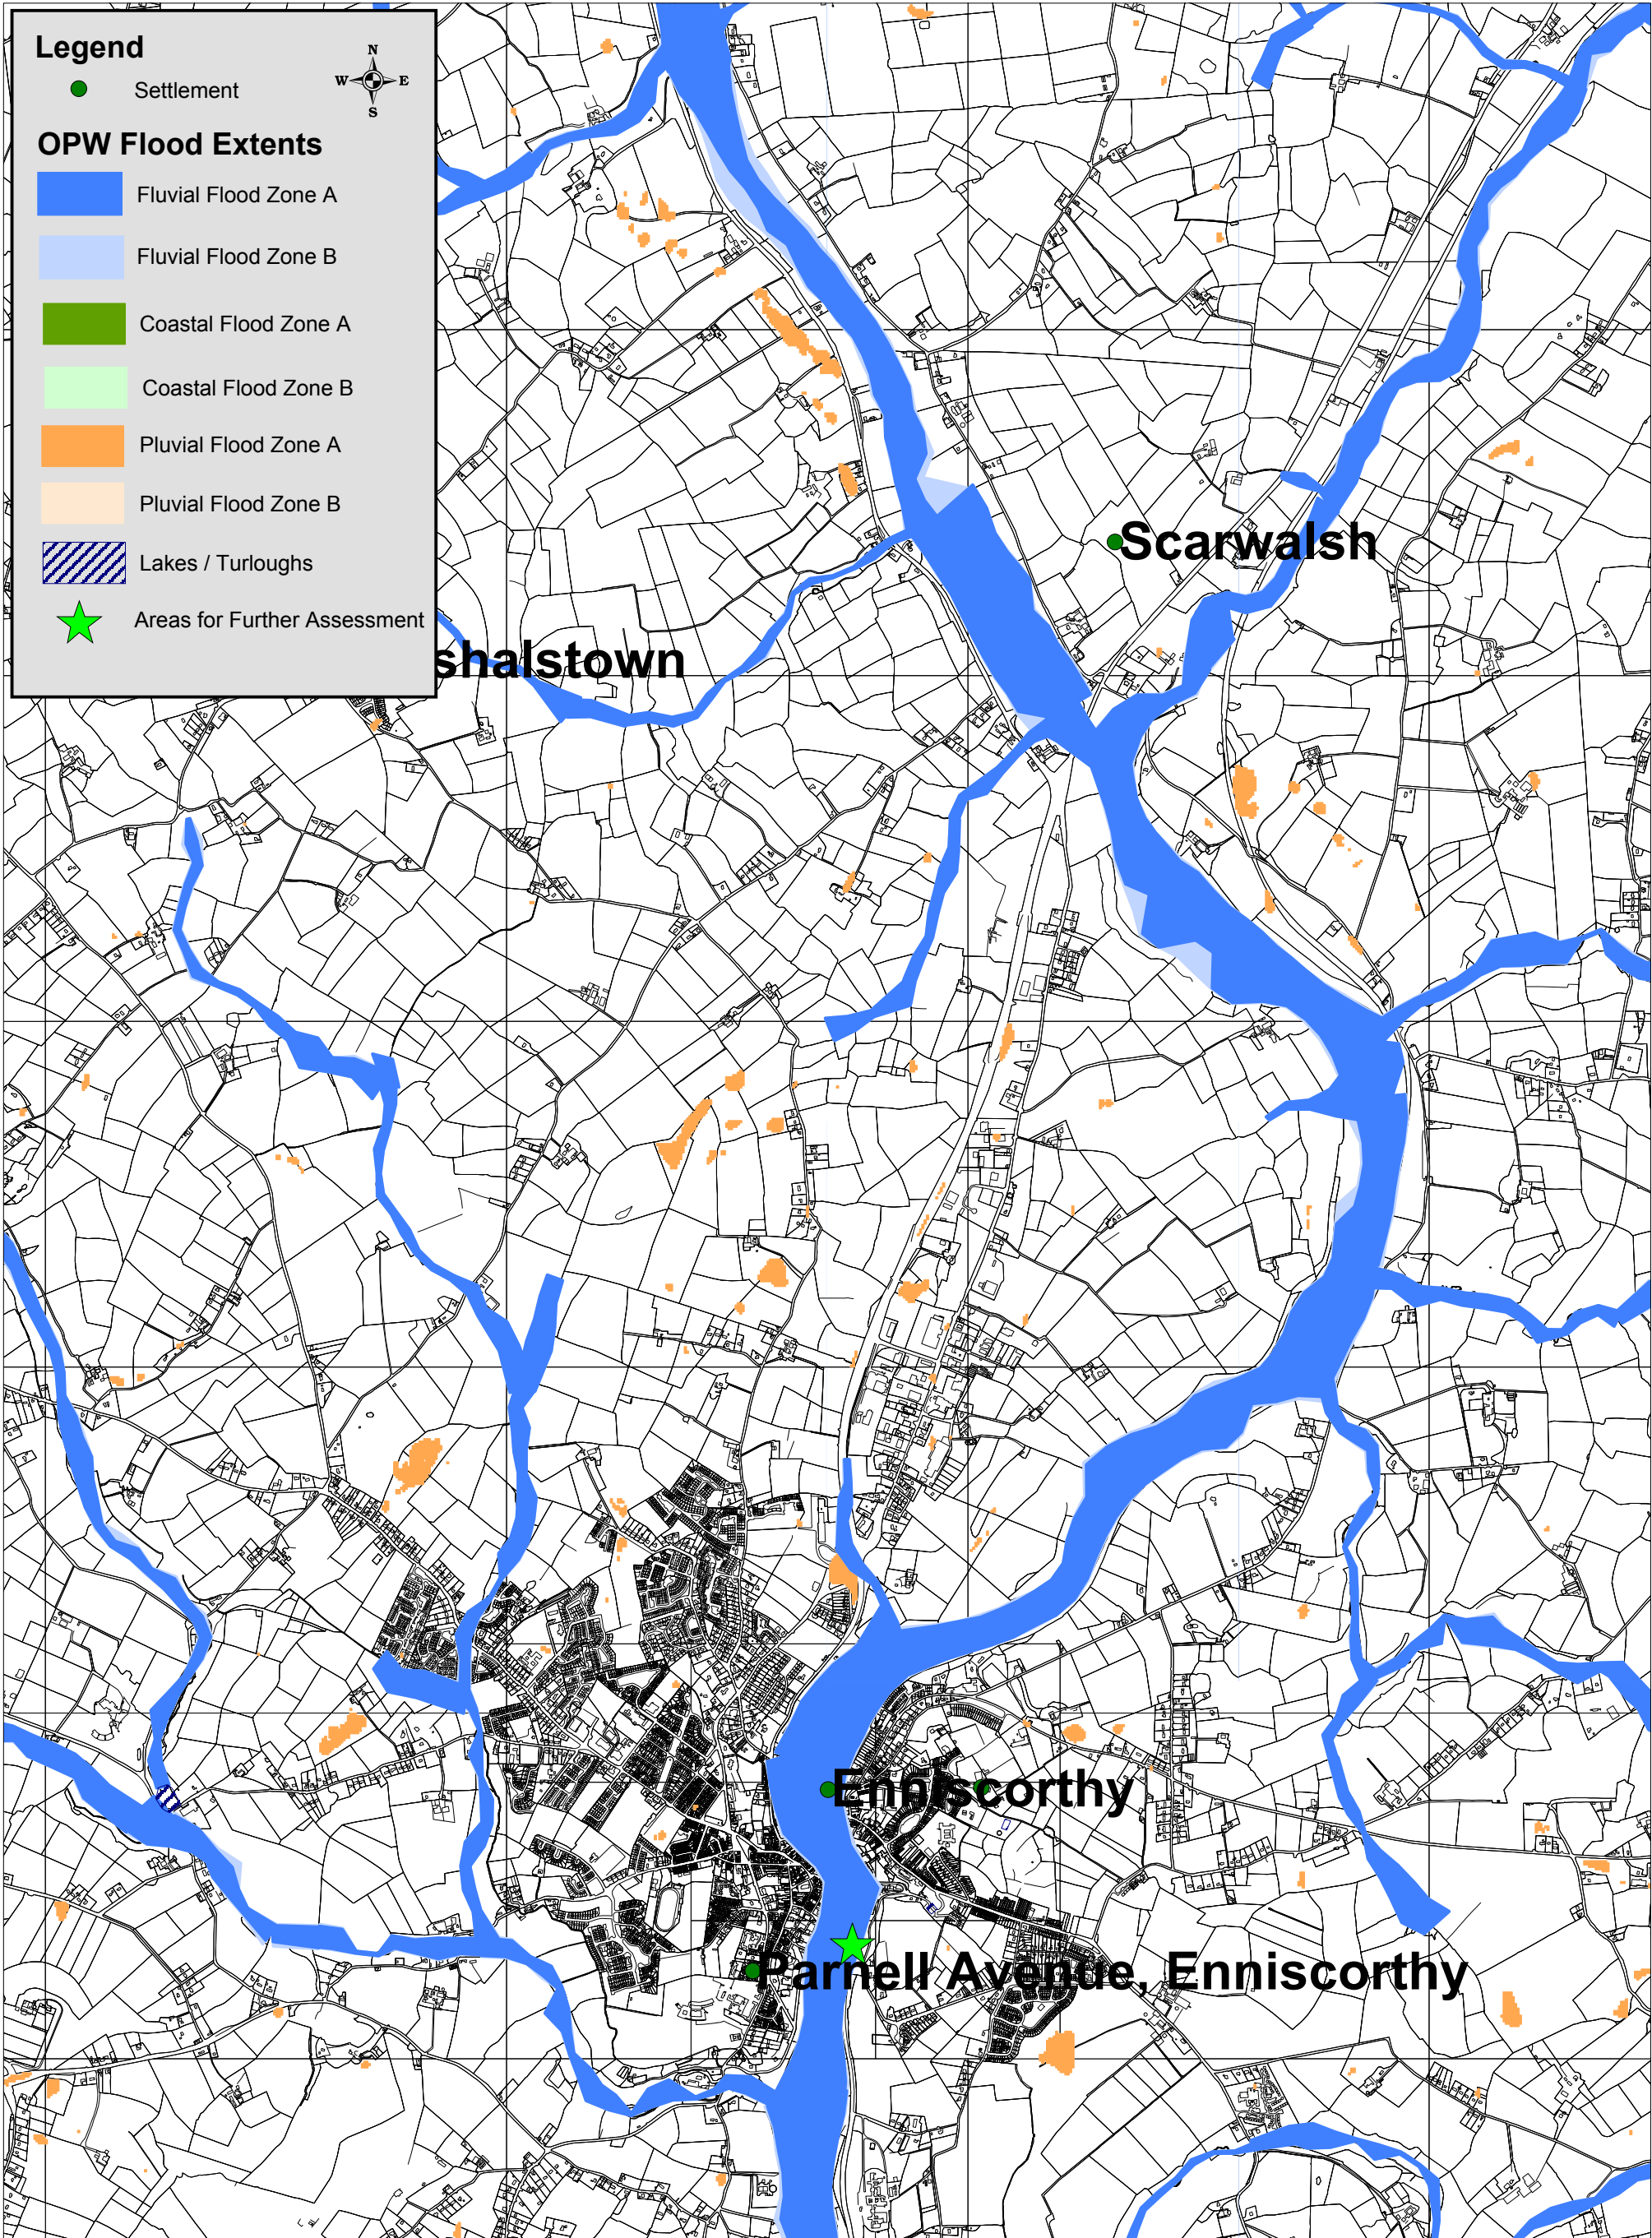 Legend
N
W E
S
Settlement
OPW Flood Extents
Fluvial Flood Zone A
Fluvial Flood Zone B
Coastal Flood Zone A
Coastal Flood Zone B
Pluvial Flood Zone A
Pluvial Flood Zone B
Lakes / Turloughs
Areas for Further Assessment
Scarwalsh
shalstown
Enniscorthy
Parnell Avenue, Enniscorthy